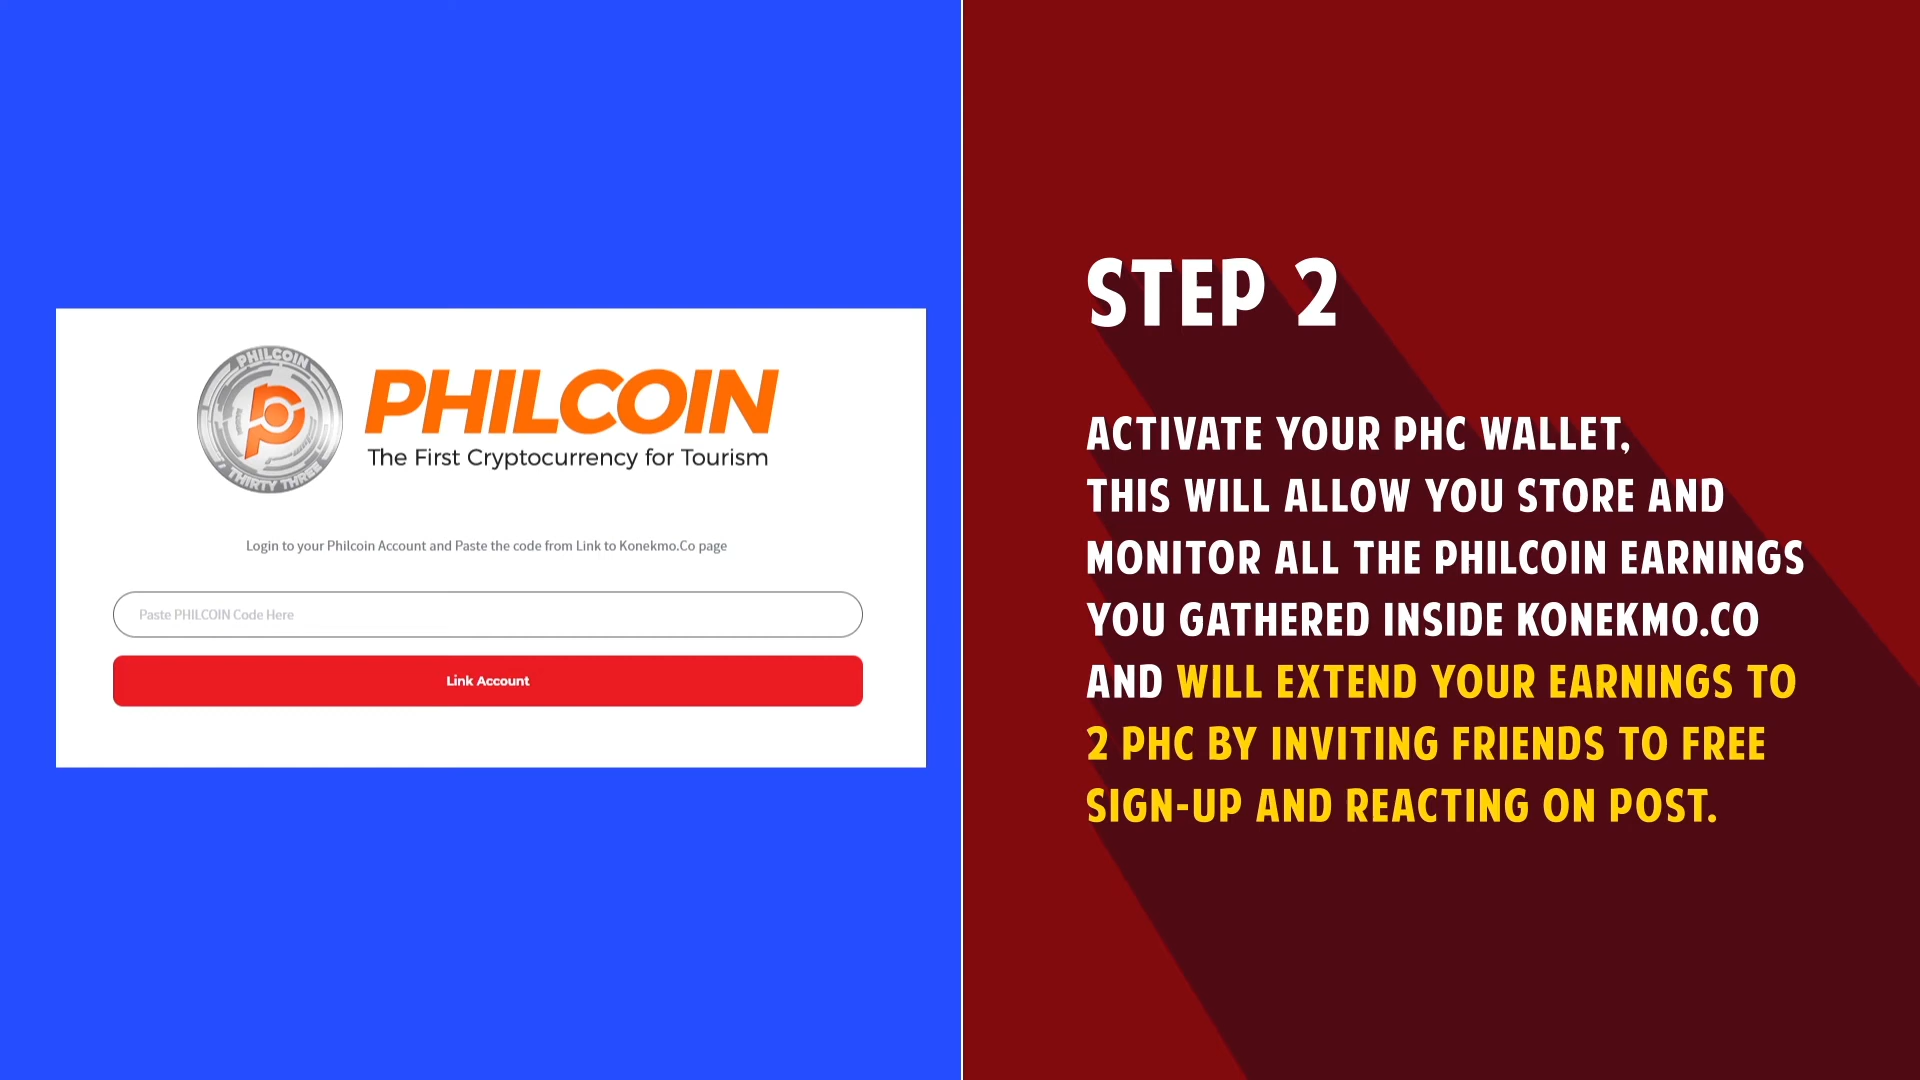 PHILCOIN
THIRTY THREE
PHILCOIN
The First Cryptocurrency for Tourism
Login to your Philcoin Account and Paste the code from Link to Konekmo.Co page
Paste PHILCOIN Code Here
Link Account
STEP 2
ACTIVATE YOUR PHC WALLET,
THIS WILL ALLOW YOU STORE AND
MONITOR ALL THE PHILCOIN EARNINGS
YOU GATHERED INSIDE KONEKMO.CO
AND WILL EXTEND YOUR EARNINGS TO
2 PHC BY INVITING FRIENDS TO FREE
SIGN-UP AND REACTING ON POST.